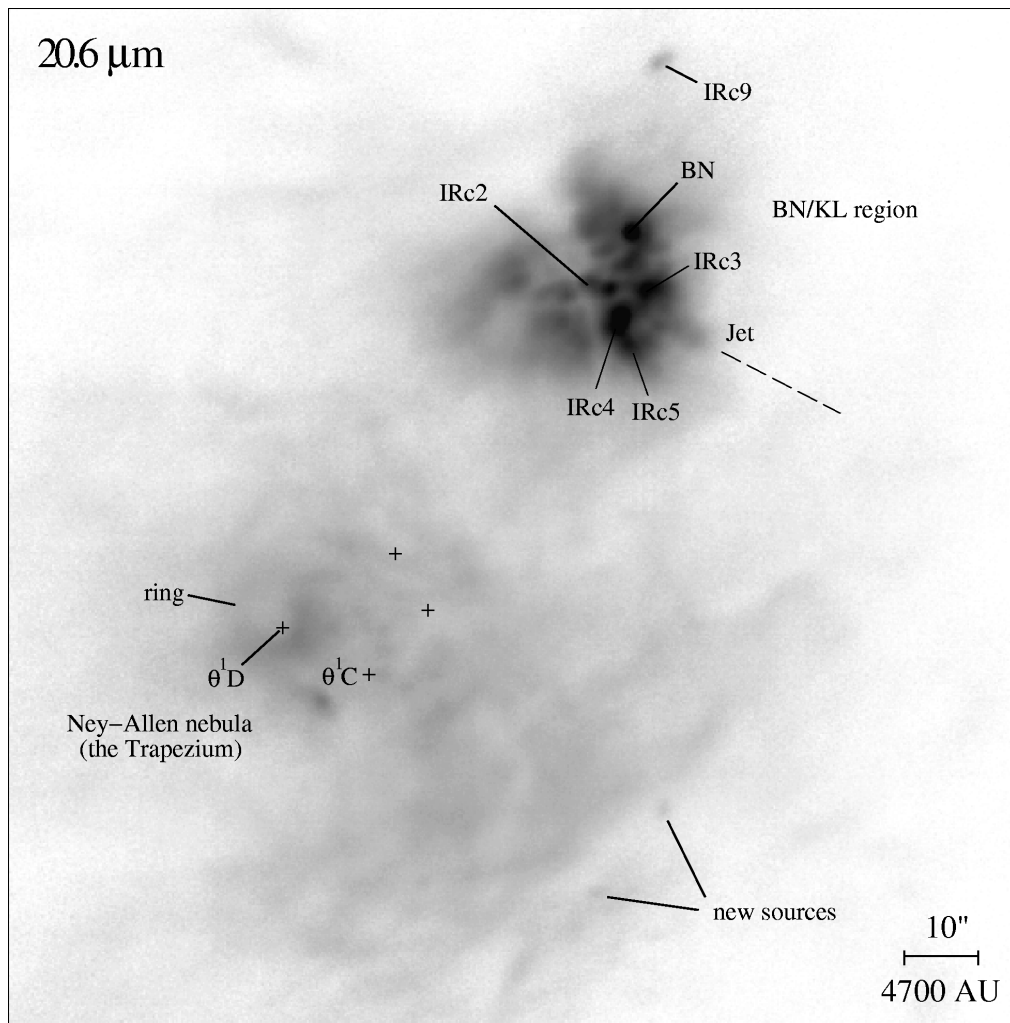 20.6 µm
IRc9
BN
IRc2
BN/KL region
IRc3
Jet
IRc4
IRc5
ring
θ¹D
θ¹C
Ney–Allen nebula
(the Trapezium)
new sources
10"
4700 AU